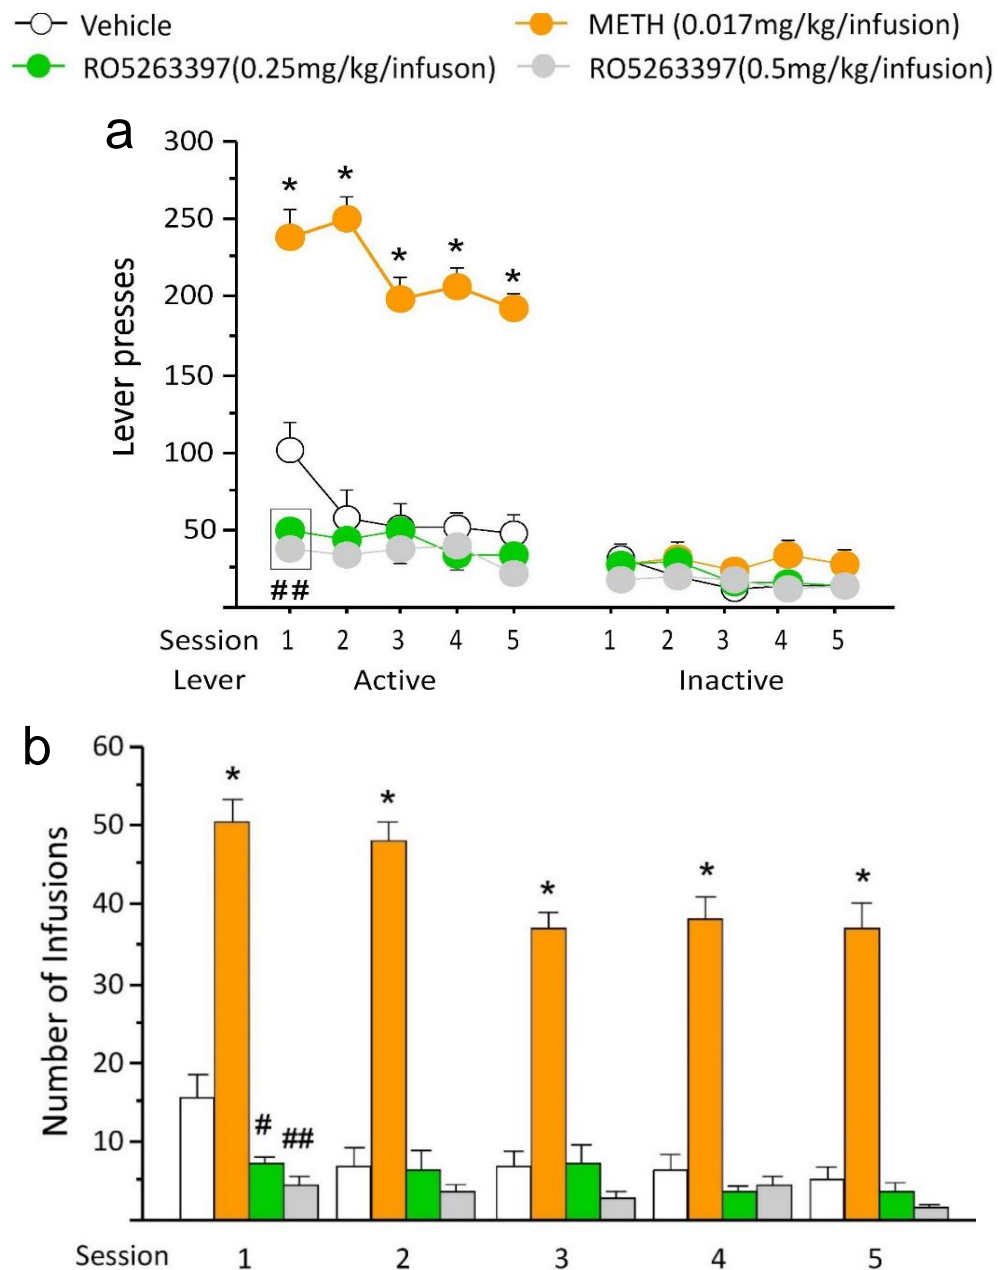 Vehicle METH (0.017mg/kg/infusion)
RO5263397(0.25mg/kg/infuson) RO5263397(0.5mg/kg/infusion)
a
300
* * * * *
250
200
150
100
50
##
Lever presses
Session 1 2 3 4 5 1 2 3 4 5
Lever Active Inactive
b
60
* * * * *
50
40
30
20
10
# ##
Number of Infusions
Session 1 2 3 4 5